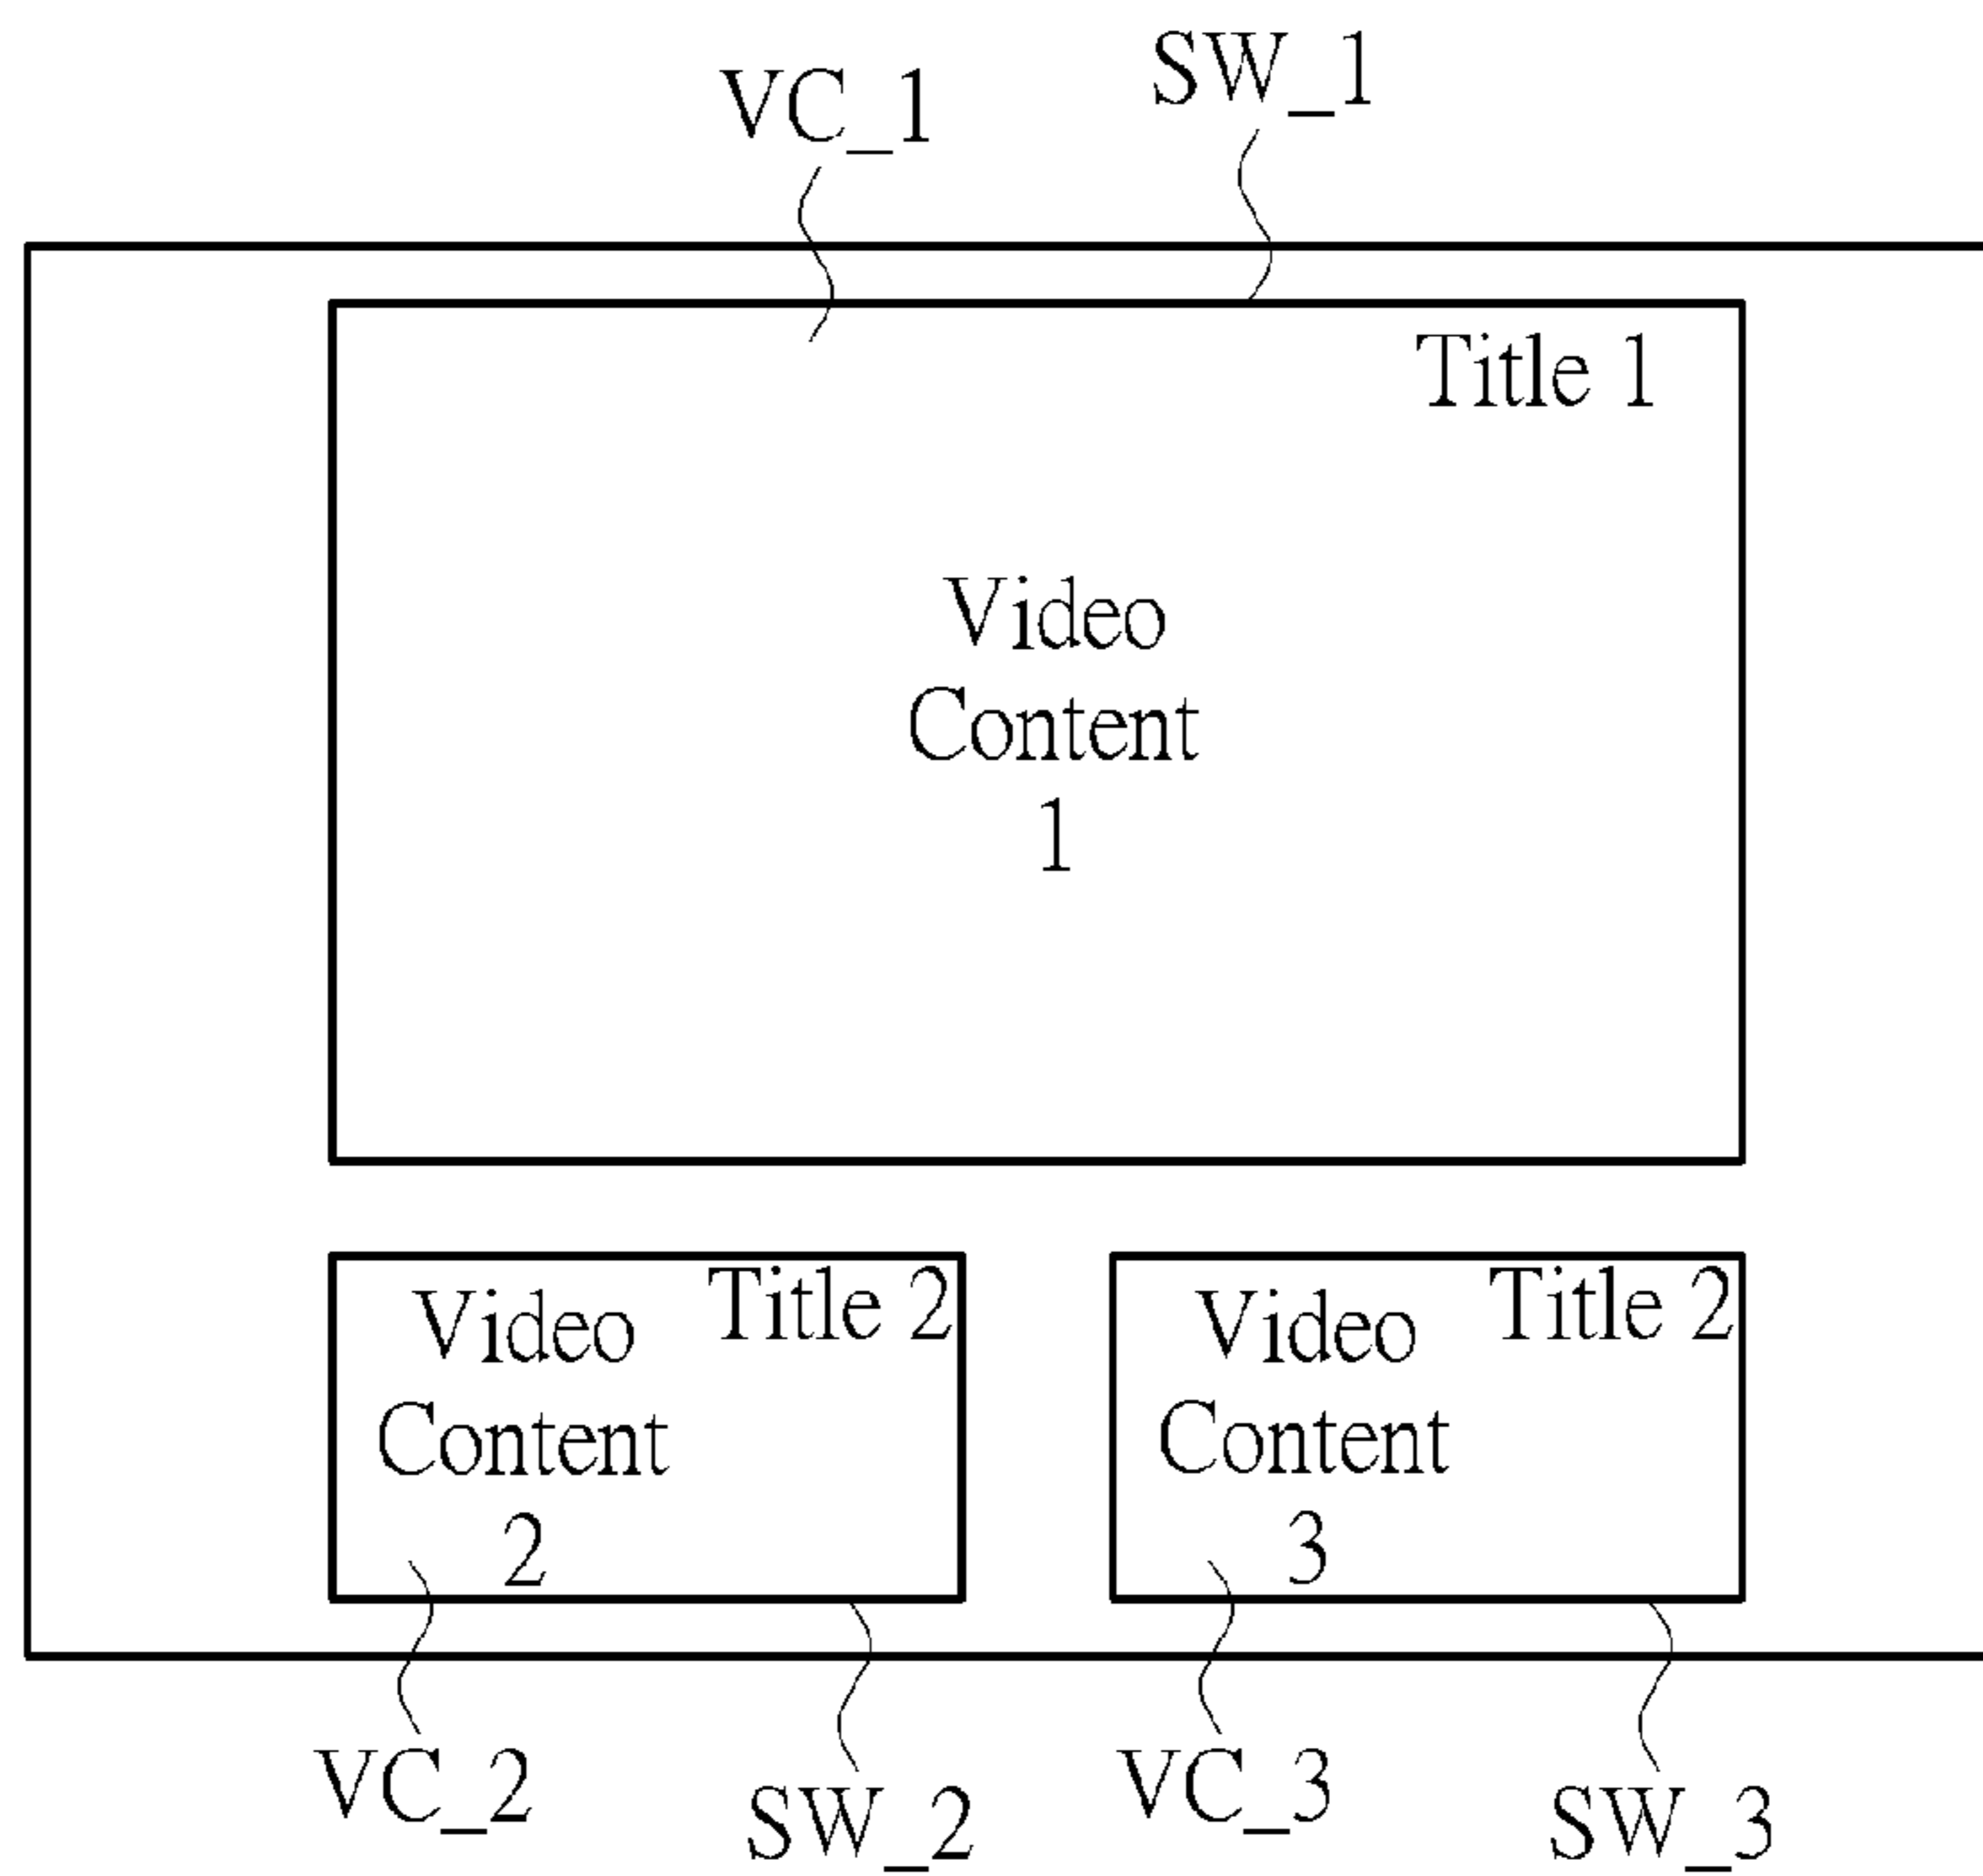 VC_1
SW_1
Title 1
Video
Content
1
Video
Content
2
Title 2
Video
Content
3
Title 2
VC_2
SW_2
VC_3
SW_3